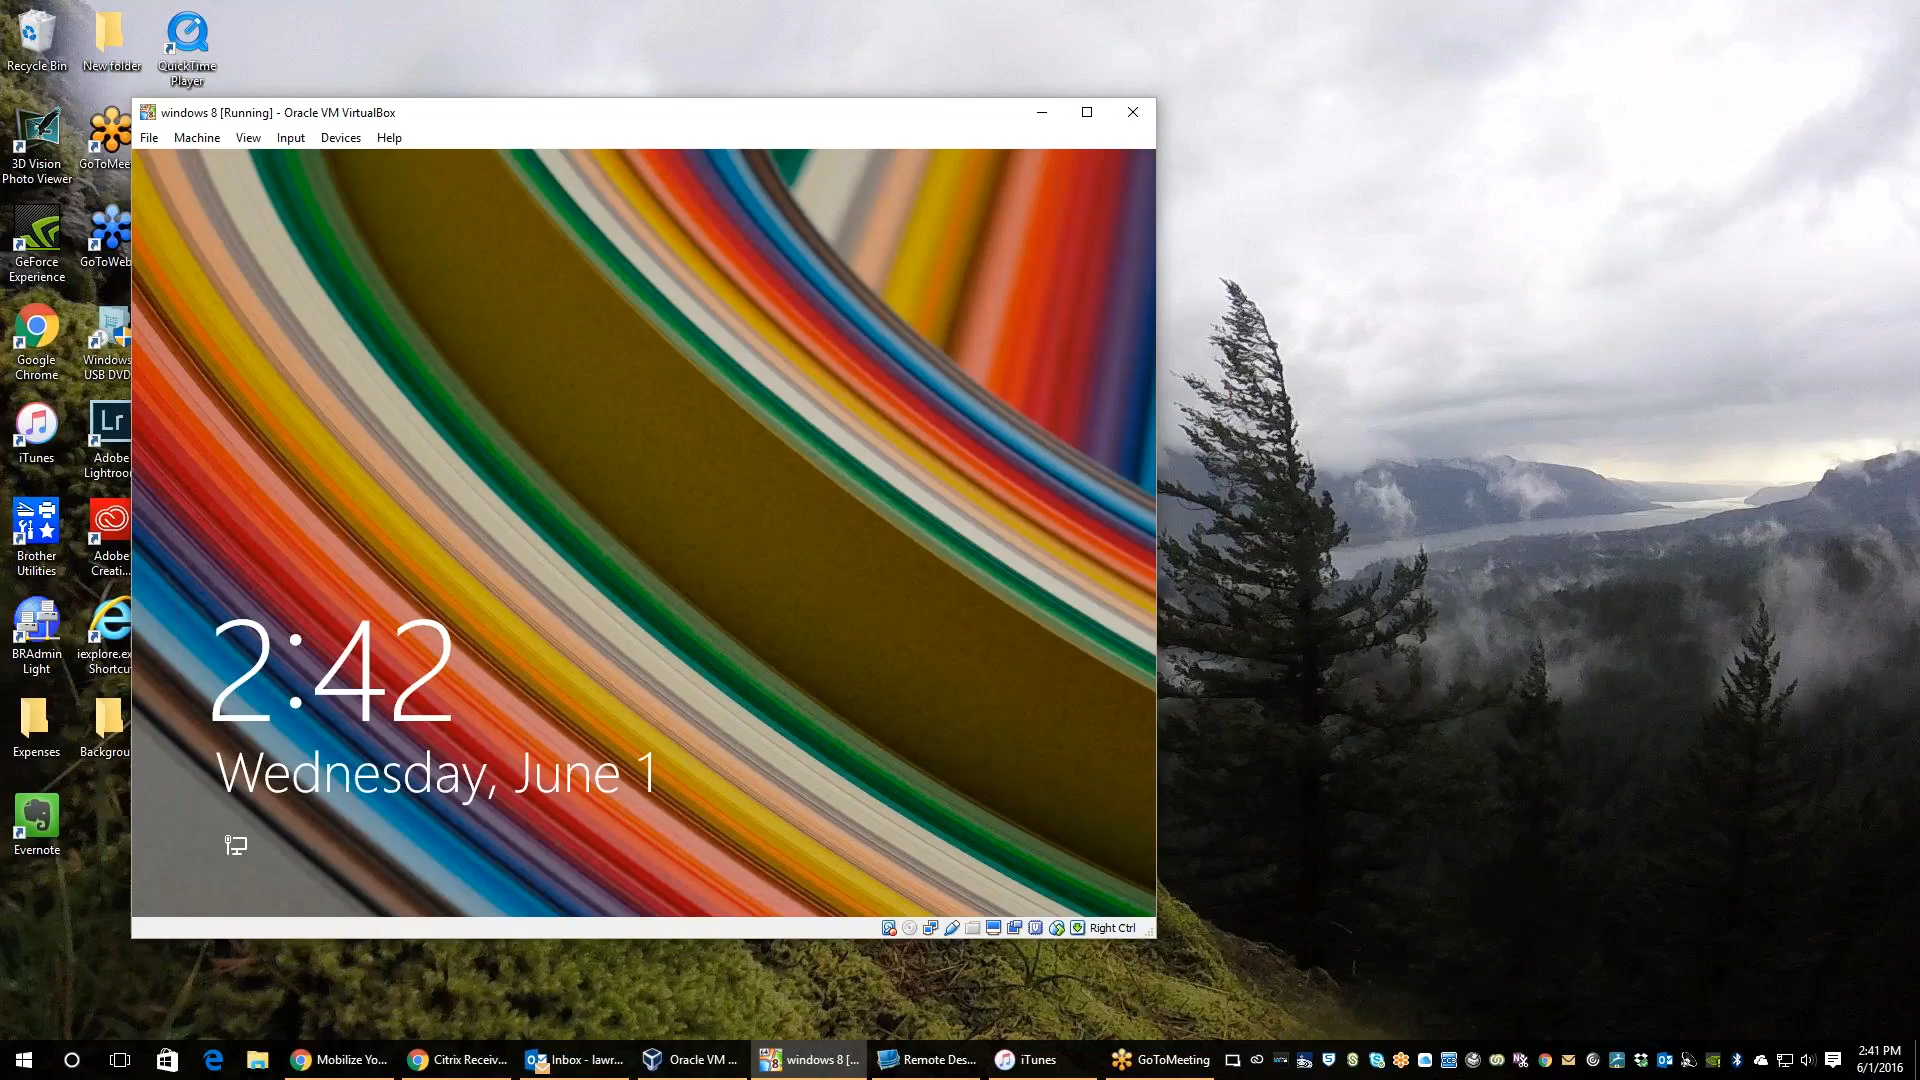 Recycle Bin
New folder
QuickTime
Player
windows 8 [Running] - Oracle VM VirtualBox
File Machine View Input Devices Help
3D Vision
Photo Viewer
GoToMee
GeForce
Experience
GoToWeb
Google
Chrome
Windows
USB DVD
iTunes
Lr
Adobe
Lightroo
Brother
Utilities
Adobe
Creati...
BRAdmin
Light
iexplore.ex
Shortcu
Expenses
Backgrou
Evernote
2:42
Wednesday, June 1
Right Ctrl
Mobilize Yo...
Citrix Receiv...
Inbox - lawr...
Oracle VM ...
windows 8 [...
Remote Des...
iTunes
GoToMeeting
2:41 PM
6/1/2016